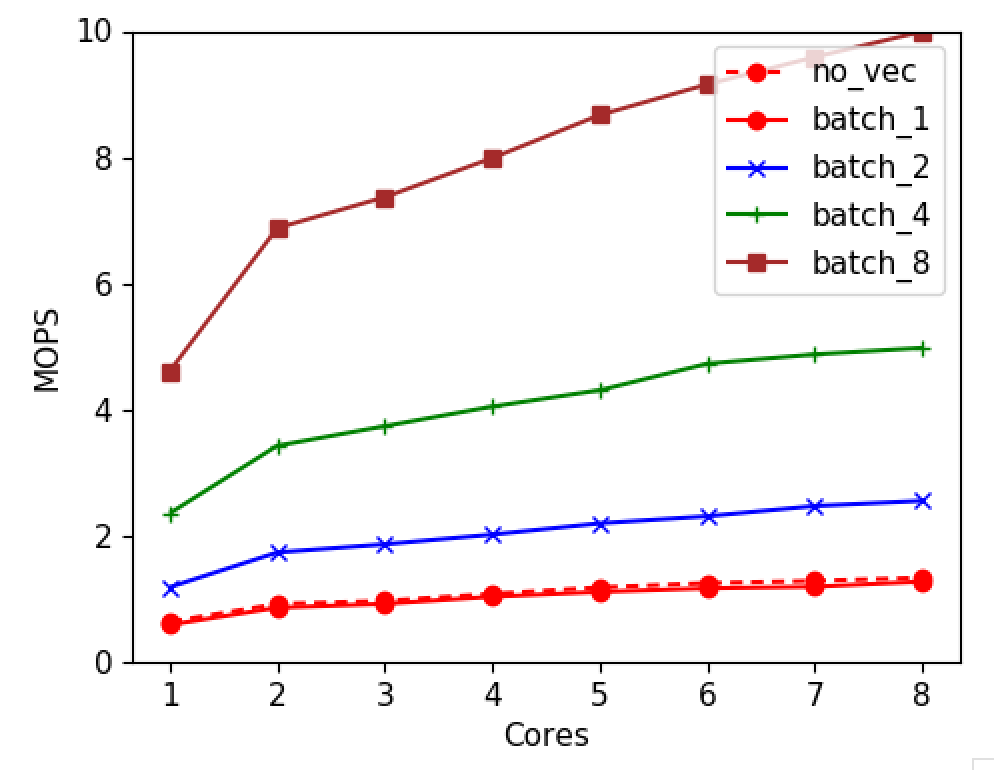 10
8
6
4
2
0
MOPS
1 2 3 4 5 6 7 8
Cores
no_vec
batch_1
batch_2
batch_4
batch_8